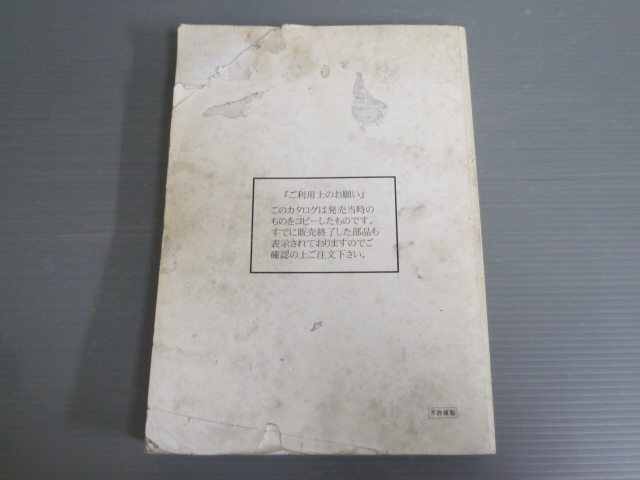 『ご利用上のお願い』
このカタログは発売当時の
ものをコピーしたものです。
すでに販売終了した部品も
表示されておりますのでご
確認の上ご注文下さい。
不許複製